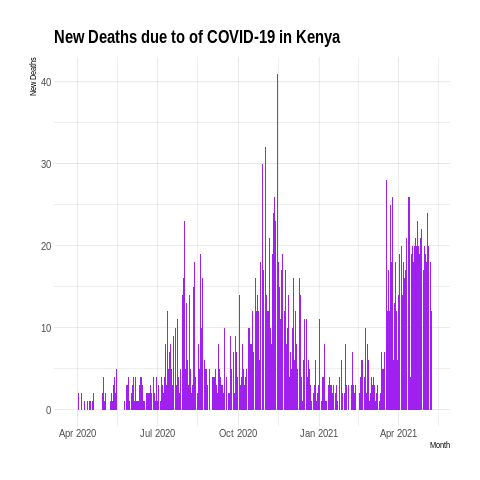 New Deaths due to of COVID-19 in Kenya
New Deaths
40
30
20
10
0
Apr 2020 Jul 2020 Oct 2020 Jan 2021 Apr 2021
Month